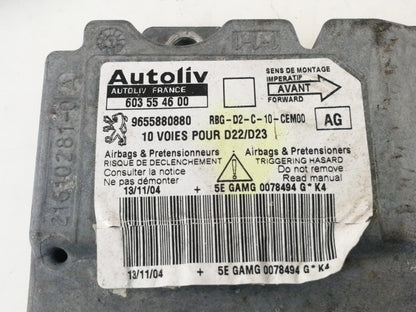 Autoliv
AUTOLIV FRANCE
603 55 46 00
SENS DE MONTAGE
IMPERATIF
AVANT
FORWARD
9655880880 RBG-D2-C-10-CEM00
10 VOIES POUR D22/D23
AG
Airbags & Pretensionneurs
RISQUE DE DECLENCHEMENT
Consulter la notice
Ne pas démonter
Airbags & Pretensioners
TRIGGERING HASARD
Do not remove
Read manual
13/11/04 + 5E GAMG 0078494 G* K4
13/11/04 + 5E GAMG 0078494 G* K4